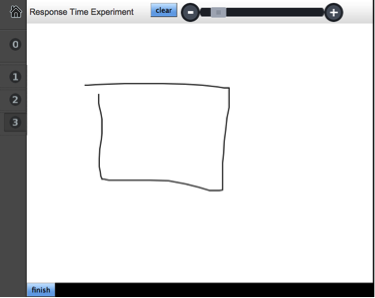 Response Time Experiment
clear
-
+
0
1
2
3
finish